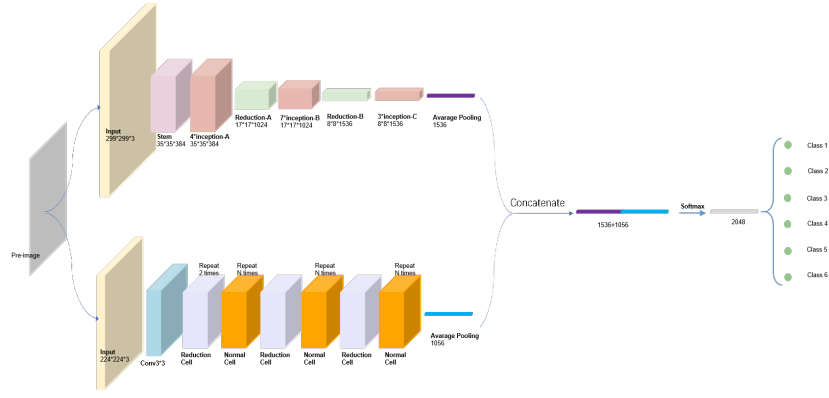 Pre-image
Input
299*299*3
Stem
35*35*384
4*inception-A
35*35*384
Reduction-A
17*17*1024
7*inception-B
17*17*1024
Reduction-B
8*8*1536
3*inception-C
8*8*1536
Avarage Pooling
1536
Input
224*224*3
Conv3*3
Repeat
2 times
Reduction
Cell
Repeat
N times
Normal
Cell
Reduction
Cell
Repeat
N times
Normal
Cell
Reduction
Cell
Repeat
N times
Normal
Cell
Avarage Pooling
1056
Concatenate
1536+1056
Softmax
2048
Class 1
Class 2
Class 3
Class 4
Class 5
Class 6